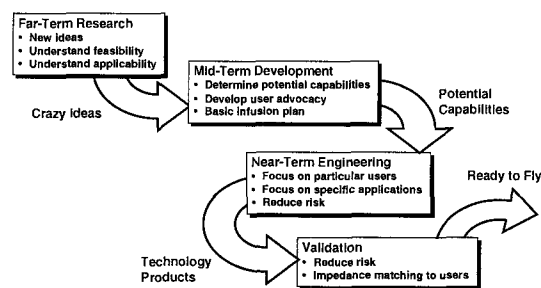 Far-Term Research
• New ideas
• Understand feasibility
• Understand applicability
Crazy Ideas
Mid-Term Development
• Determine potential capabilities
• Develop user advocacy
• Basic infusion plan
Potential
Capabilities
Near-Term Engineering
• Focus on particular users
• Focus on specific applications
• Reduce risk
Ready to Fly
Technology
Products
Validation
• Reduce risk
• Impedance matching to users